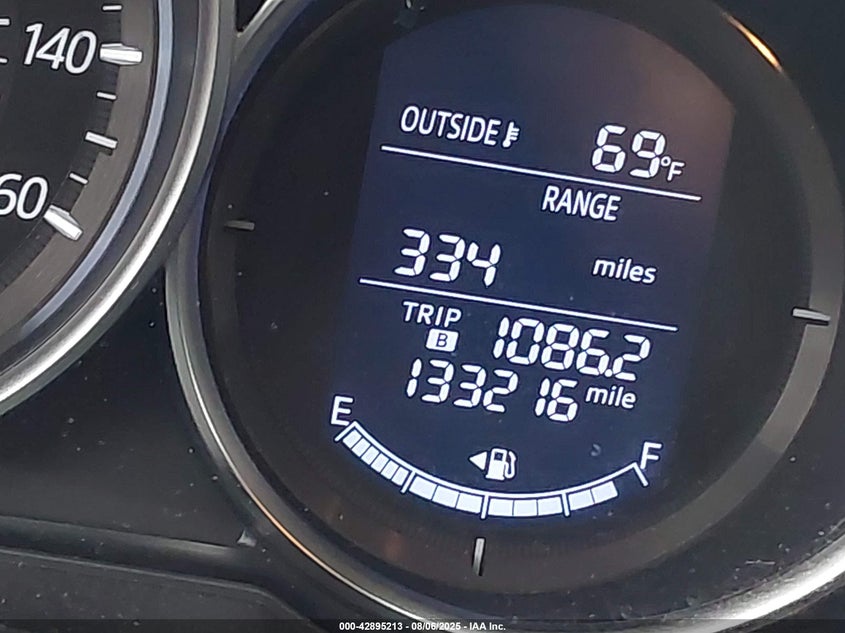 140
60
OUTSIDE 69°F
RANGE
334 miles
TRIP B 1086.2
133216 mile
E F
000-42895213 - 08/06/2025 - IAA Inc.